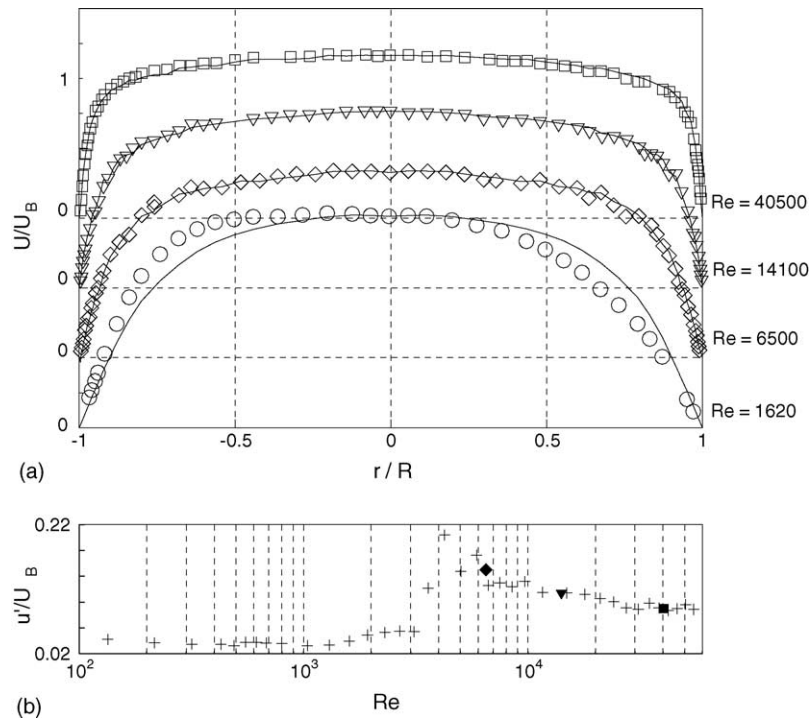 1
U/U_B
0
0
0
0
Re = 40500
Re = 14100
Re = 6500
Re = 1620
-1
-0.5
0
0.5
1
(a)
r / R
0.22
u'/U_B
0.02
10^2
10^3
10^4
(b)
Re